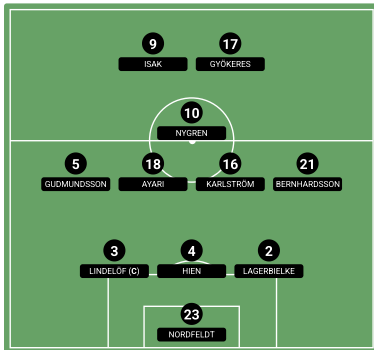 9 17
ISAK GYÖKERES
10
NYGREN
5 18 16 21
GUDMUNDSSON AYARI KARLSTRÖM BERNHARDSSON
3 4 2
LINDELÖF (C) HIEN LAGERBIELKE
23
NORDFELDT